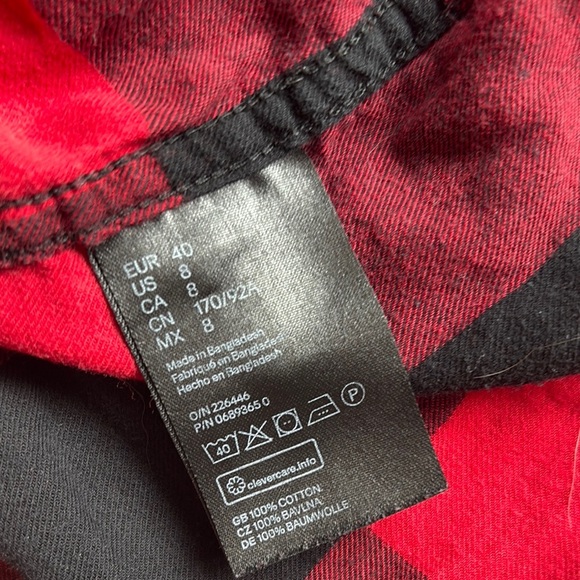 EUR 40
US 8
CA 8
CN 170/92A
MX 8
Made in Bangladesh
Fabriqué en Bangladesh
Hecho en Bangladesh
O/N 226446
P/N 0689365 0
40 P
clevercare.info
GB 100% COTTON:
CZ 100% BAVLNA:
DE 100% BAUMWOLLE